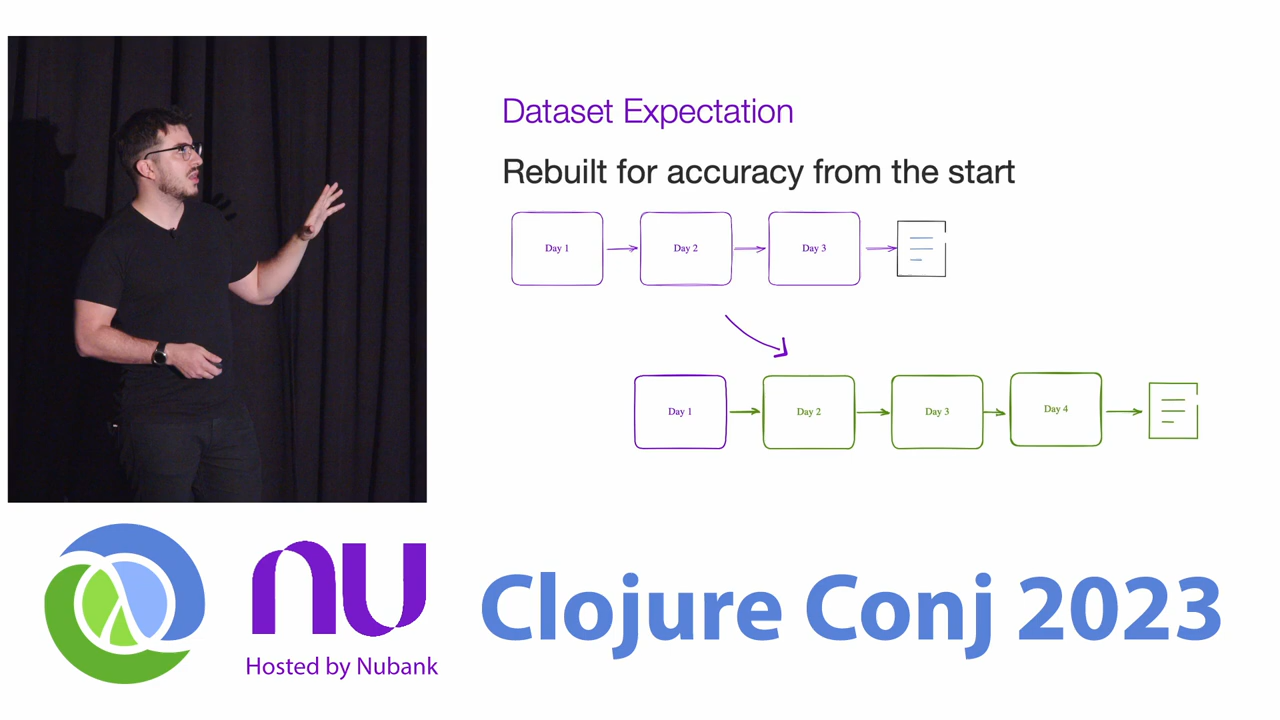 Dataset Expectation
Rebuilt for accuracy from the start
Day 1
Day 2
Day 3
Day 1
Day 2
Day 3
Day 4
nu
Hosted by Nubank
Clojure Conj 2023